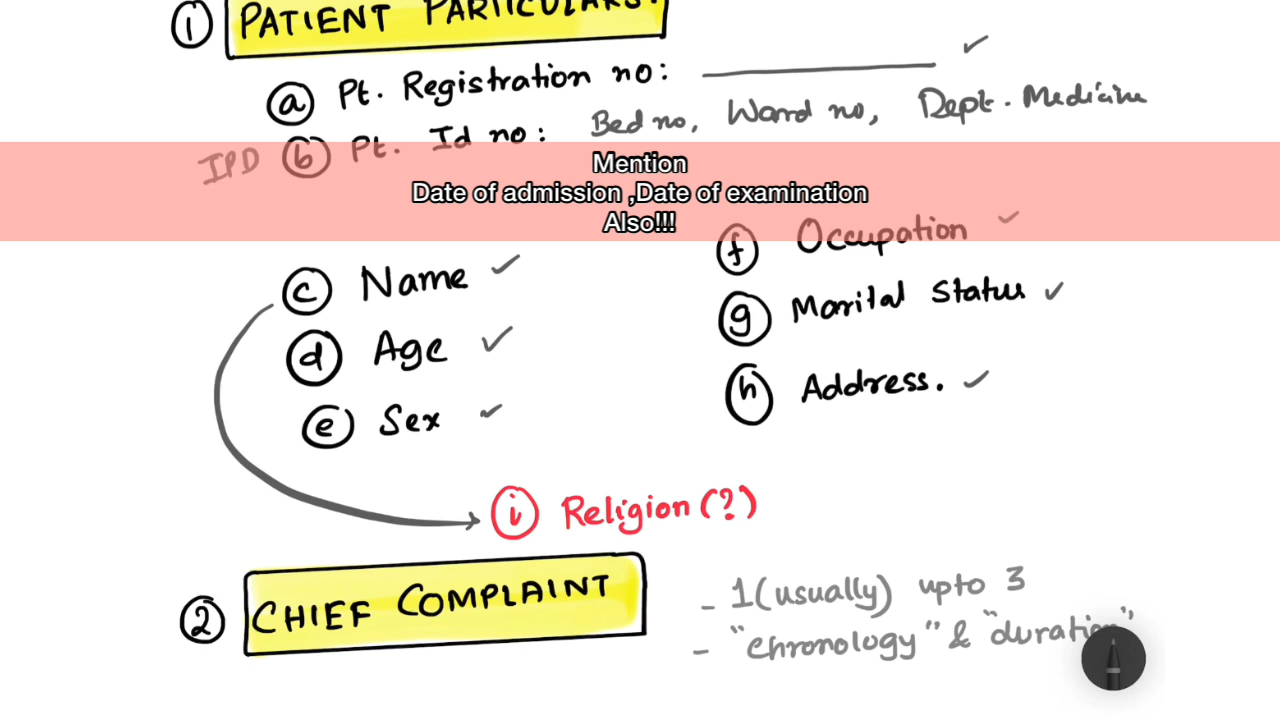 1 PATIENT PARTICULARS.
a Pt. Registration no:
Bed no, Ward no, Dept. Medicine
IPD b Pt. Id no:
Mention
Date of admission ,Date of examination
Also!!!
c Name
d Age
e Sex
f Occupation
g Marital Status
h Address.
i Religion (?)
2 CHIEF COMPLAINT
- 1 (usually) upto 3
- "chronology" & "duration"